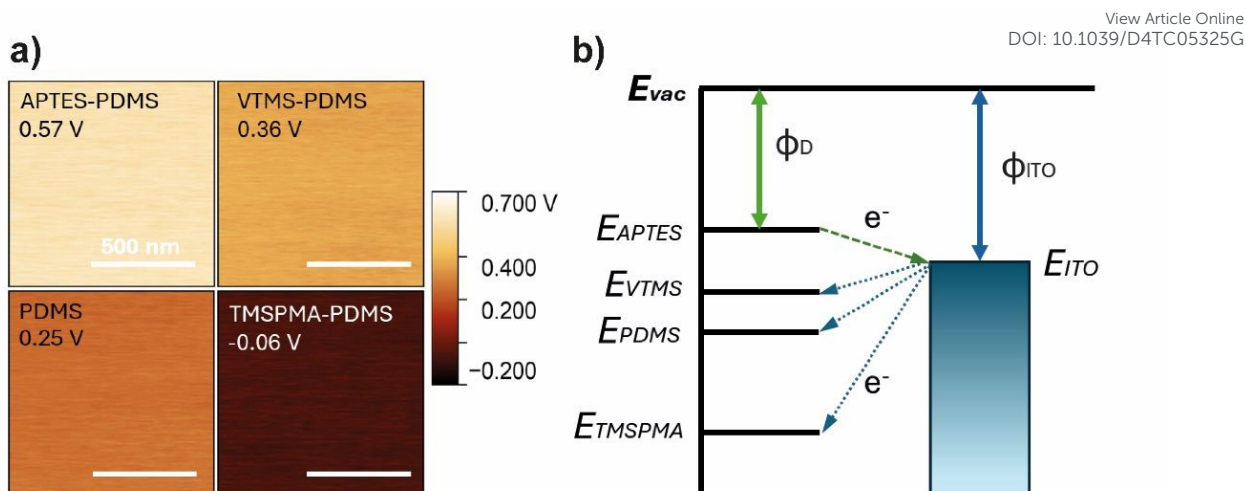 View Article Online
DOI: 10.1039/D4TC05325G
a)
APTES-PDMS
0.57 V
500 nm
VTMS-PDMS
0.36 V
PDMS
0.25 V
TMSPMA-PDMS
-0.06 V
0.700 V
0.400
0.200
−0.200
b)
Evac
ϕD
ϕITO
EAPTES
e-
EITO
EVTMS
EPDMS
e-
ETMSPMA